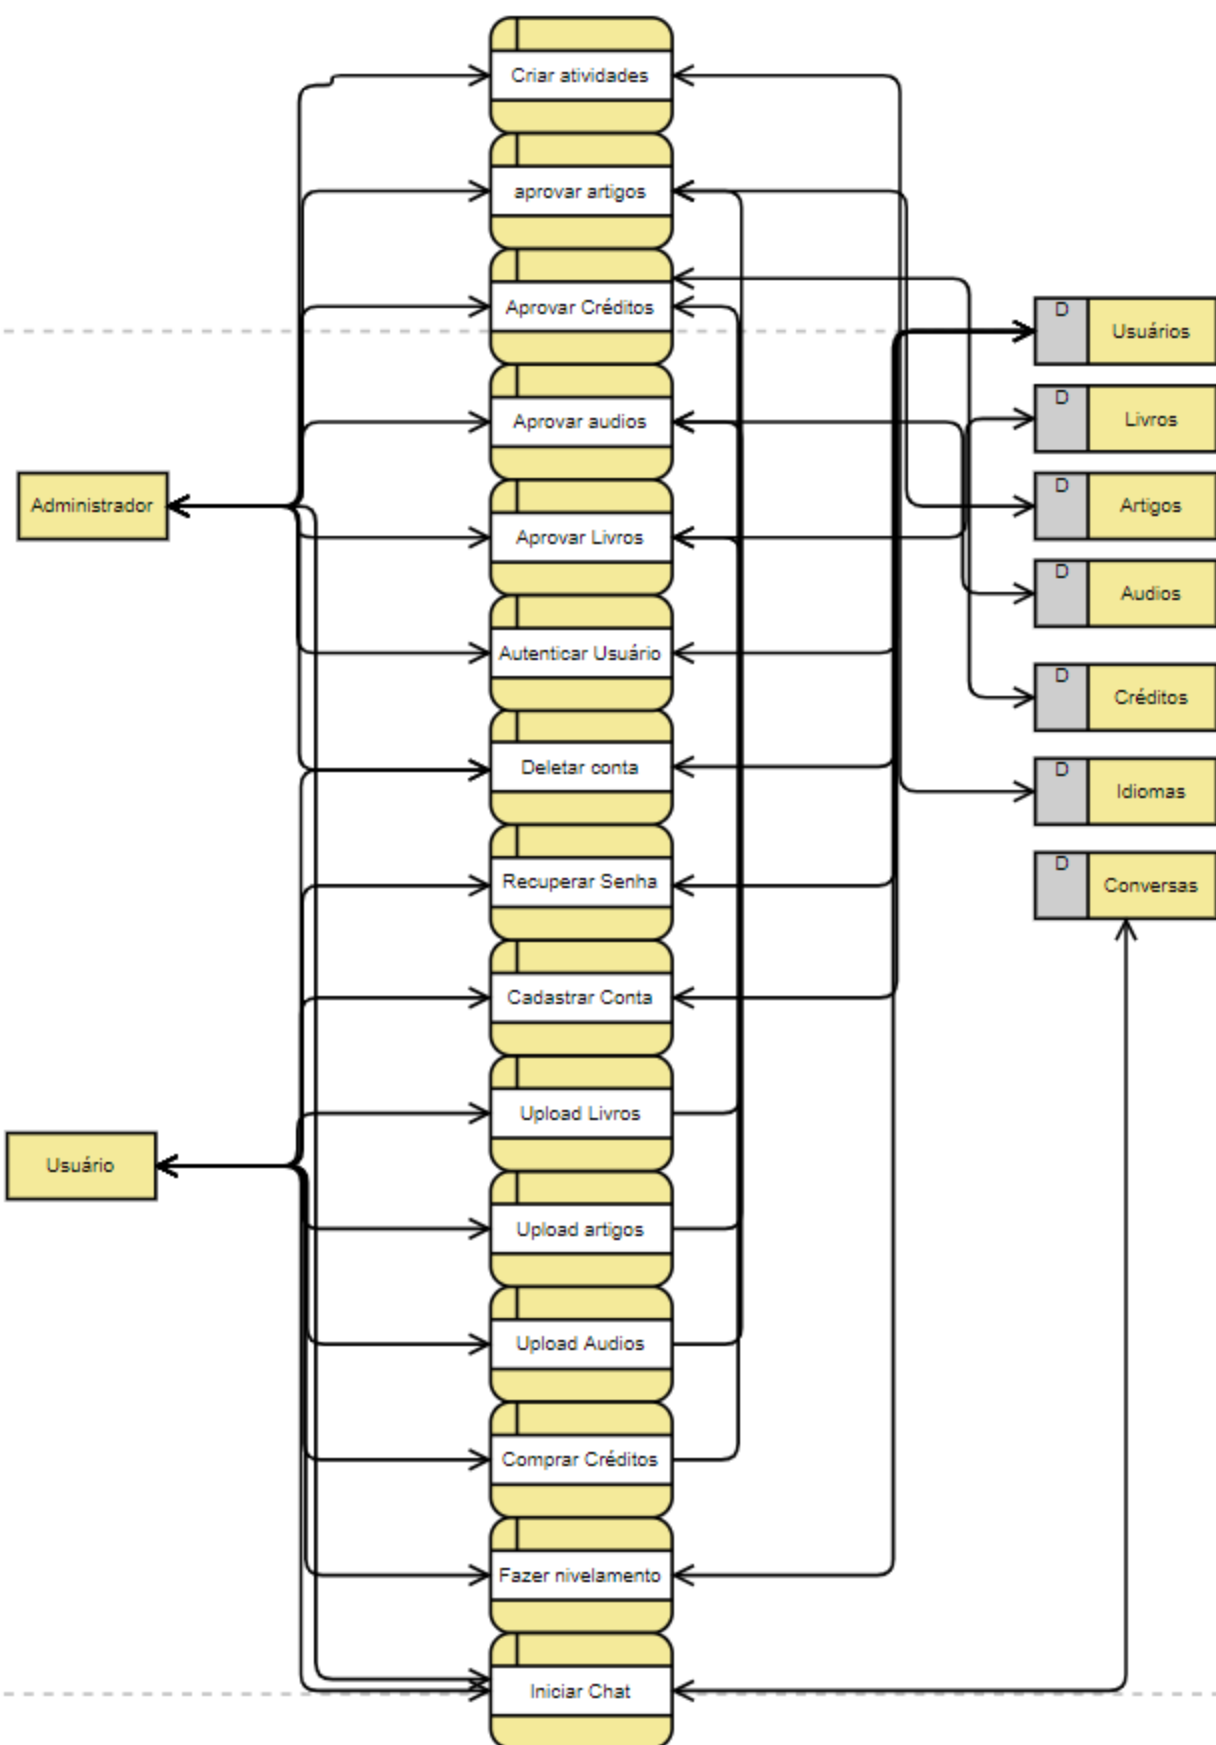 Criar atividades
aprovar artigos
Aprovar Créditos
Aprovar audios
Aprovar Livros
Autenticar Usuário
Deletar conta
Recuperar Senha
Cadastrar Conta
Upload Livros
Upload artigos
Upload Audios
Comprar Créditos
Fazer nivelamento
Iniciar Chat
Administrador
Usuário
D Usuários
D Livros
D Artigos
D Audios
D Créditos
D Idiomas
D Conversas